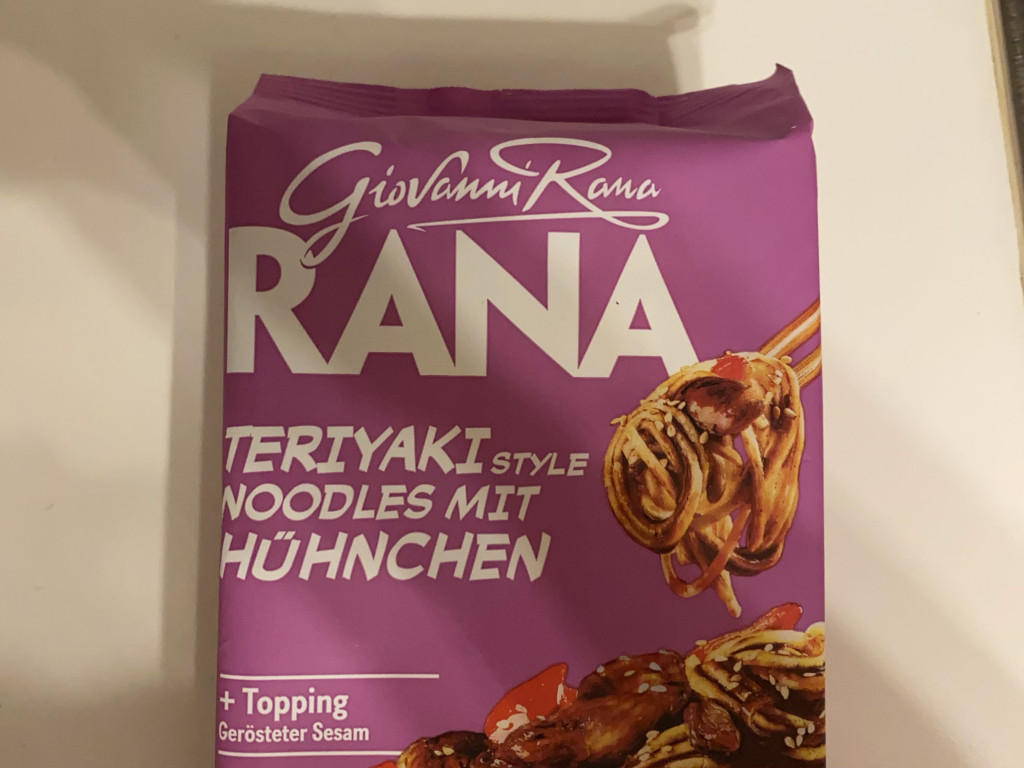 Giovanni Rana
RANA
TERIYAKI STYLE
NOODLES MIT
HÜHNCHEN
+ Topping
Gerösteter Sesam